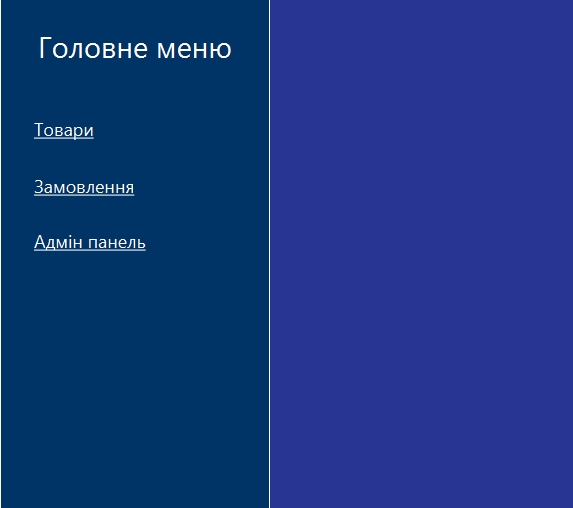 Головне меню
Товари
Замовлення
Адмін панель